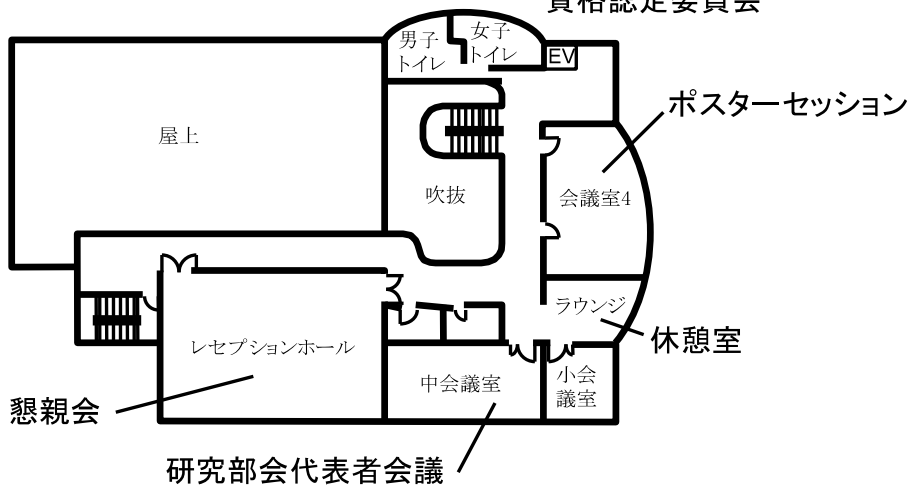 資格認定委員会
男子
トイレ
女子
トイレ
EV
ポスターセッション
屋上
吹抜
会議室4
ラウンジ
休憩室
レセプションホール
中会議室
小会
議室
懇親会
研究部会代表者会議